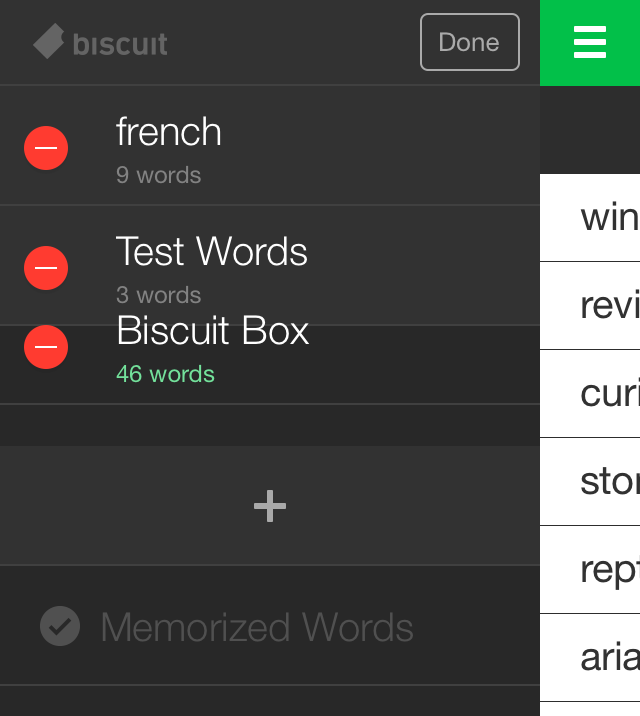 biscuit
Done
french
9 words
Test Words
3 words
Biscuit Box
46 words
Memorized Words
win
revi
curi
stor
rept
aria